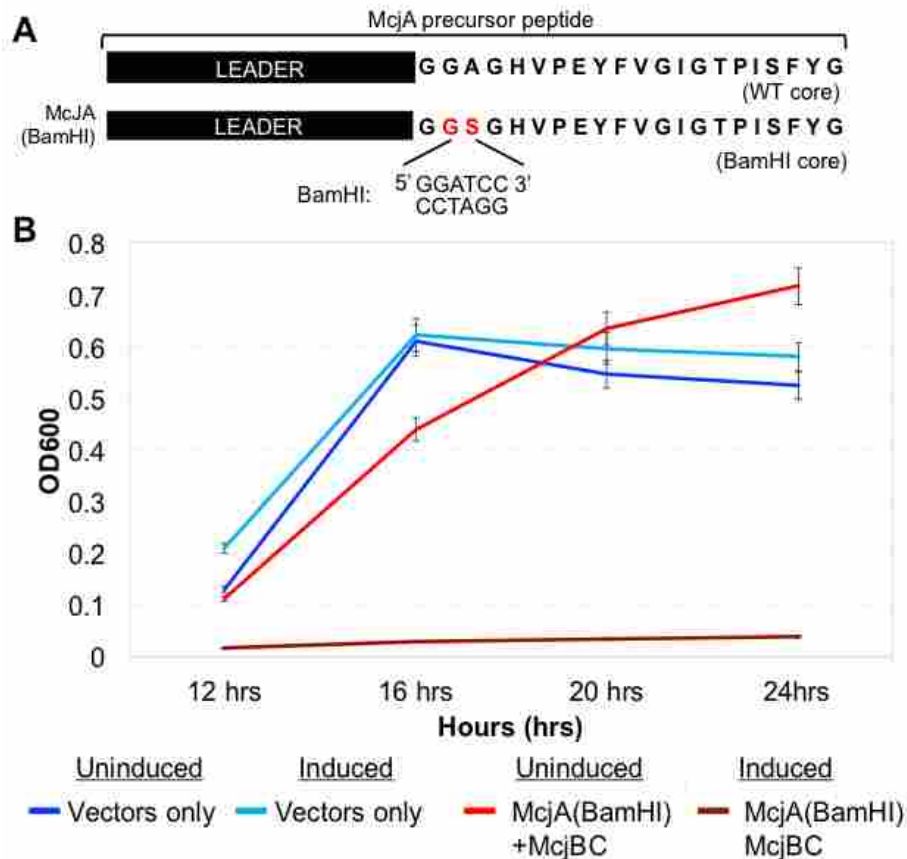 A
McjA precursor peptide
LEADER G G A G H V P E Y F V G I G T P I S F Y G
(WT core)
McJA
(BamHI)
LEADER G G S G H V P E Y F V G I G T P I S F Y G
(BamHI core)
BamHI: 5' GGATCC 3'
CCTAGG
B
0.8
0.7
0.6
0.5
0.4
0.3
0.2
0.1
0
OD600
12 hrs 16 hrs 20 hrs 24hrs
Hours (hrs)
Uninduced Induced Uninduced Induced
Vectors only Vectors only McjA(BamHI) McjA(BamHI)
+McjBC McjBC